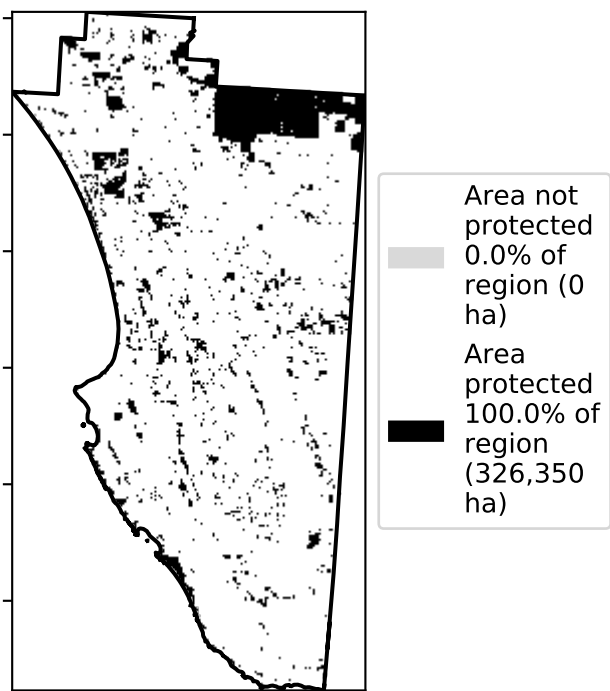 Area not
protected
0.0% of
region (0
ha)
Area
protected
100.0% of
region
(326,350
ha)